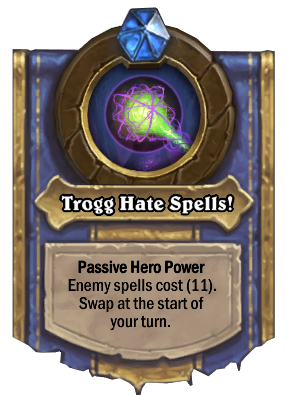 Trogg Hate Spells!
Passive Hero Power
Enemy spells cost (11).
Swap at the start of
your turn.